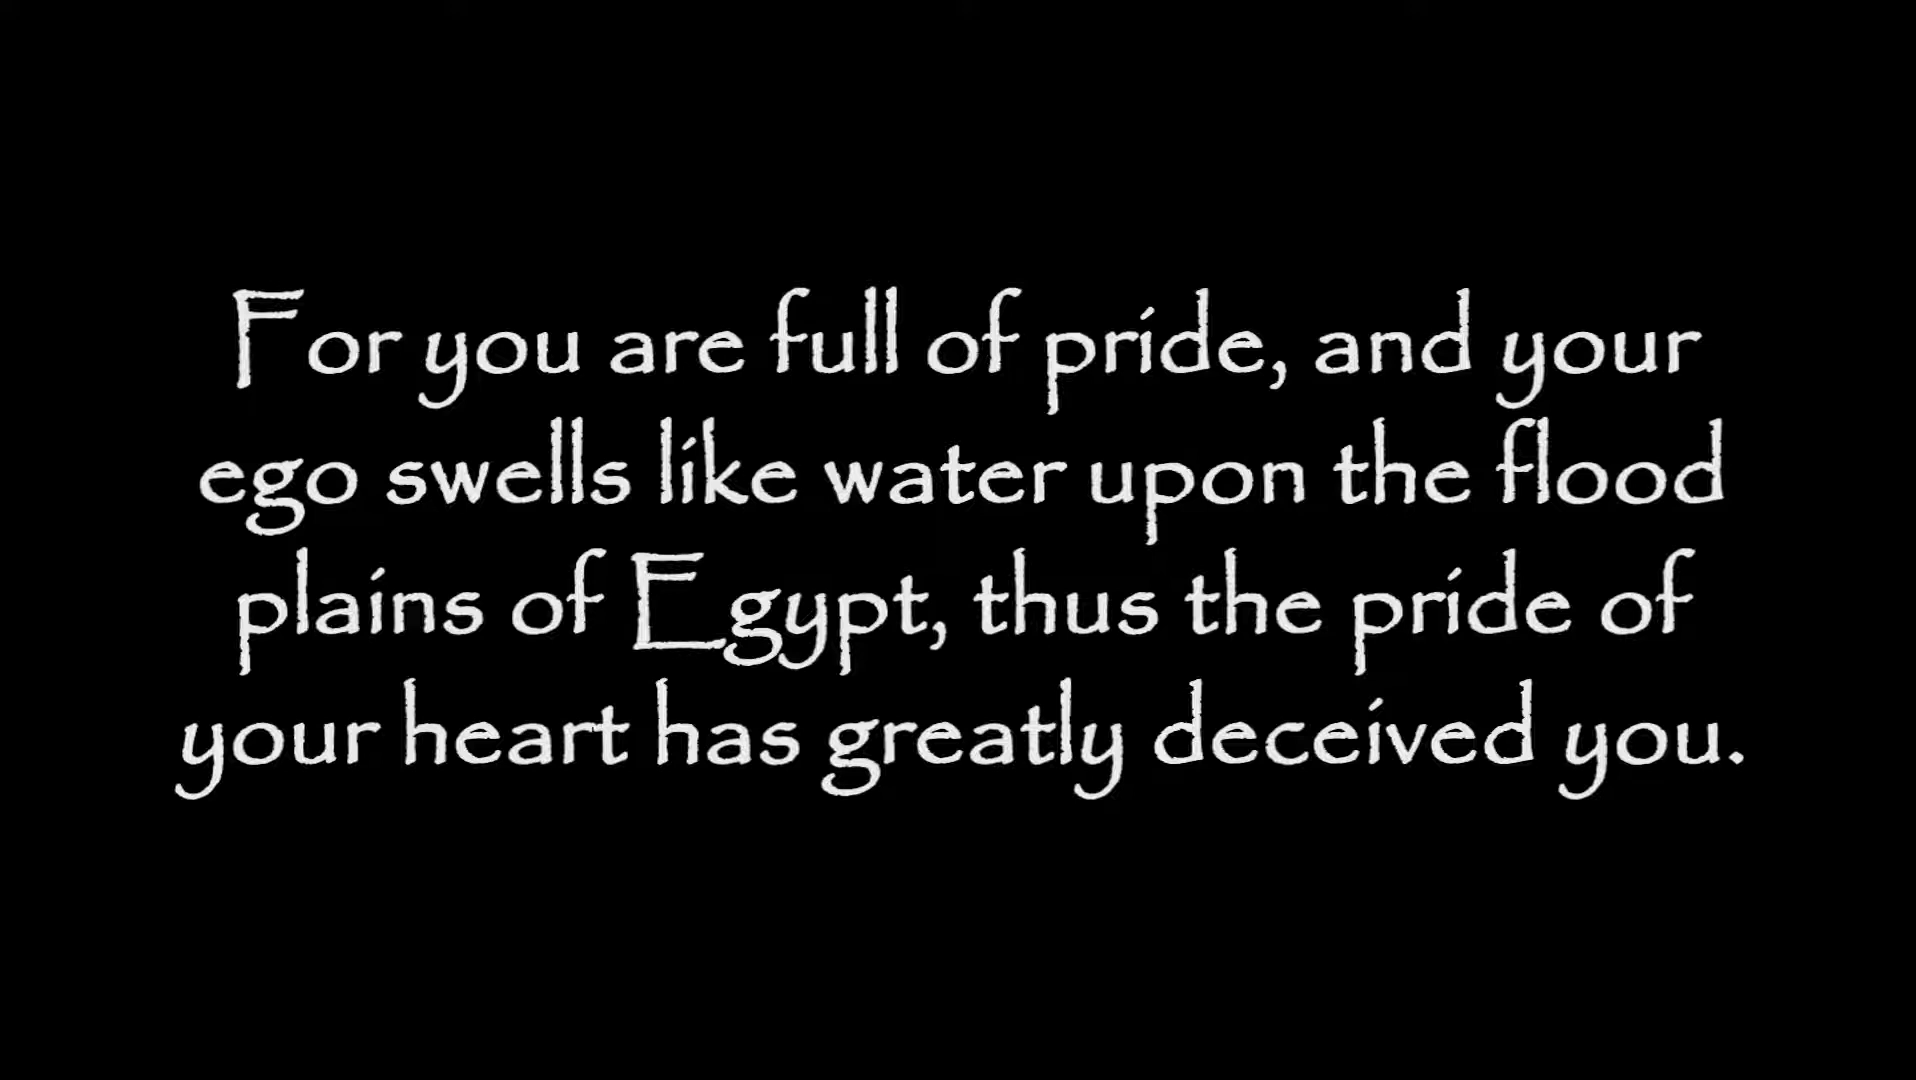 For you are full of pride, and your
ego swells like water upon the flood
plains of Egypt, thus the pride of
your heart has greatly deceived you.